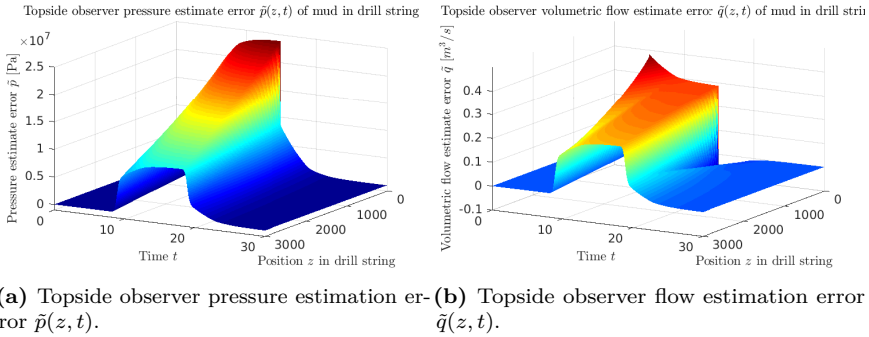 Topside observer pressure estimate error p̃(z, t) of mud in drill string
×10⁷
Pressure estimate error p̃ [Pa]
2.5
2
1.5
1
0.5
0
0
10
20
30
Time t
3000
2000
1000
0
Position z in drill string
Topside observer volumetric flow estimate error q̃(z, t) of mud in drill strin
Volumetric flow estimate error q̃ [m³/s]
0.4
0.3
0.2
0.1
0
-0.1
0
10
20
30
Time t
3000
2000
1000
0
Position z in drill string
(a) Topside observer pressure estimation er-
ror p̃(z, t).
(b) Topside observer flow estimation error
q̃(z, t).